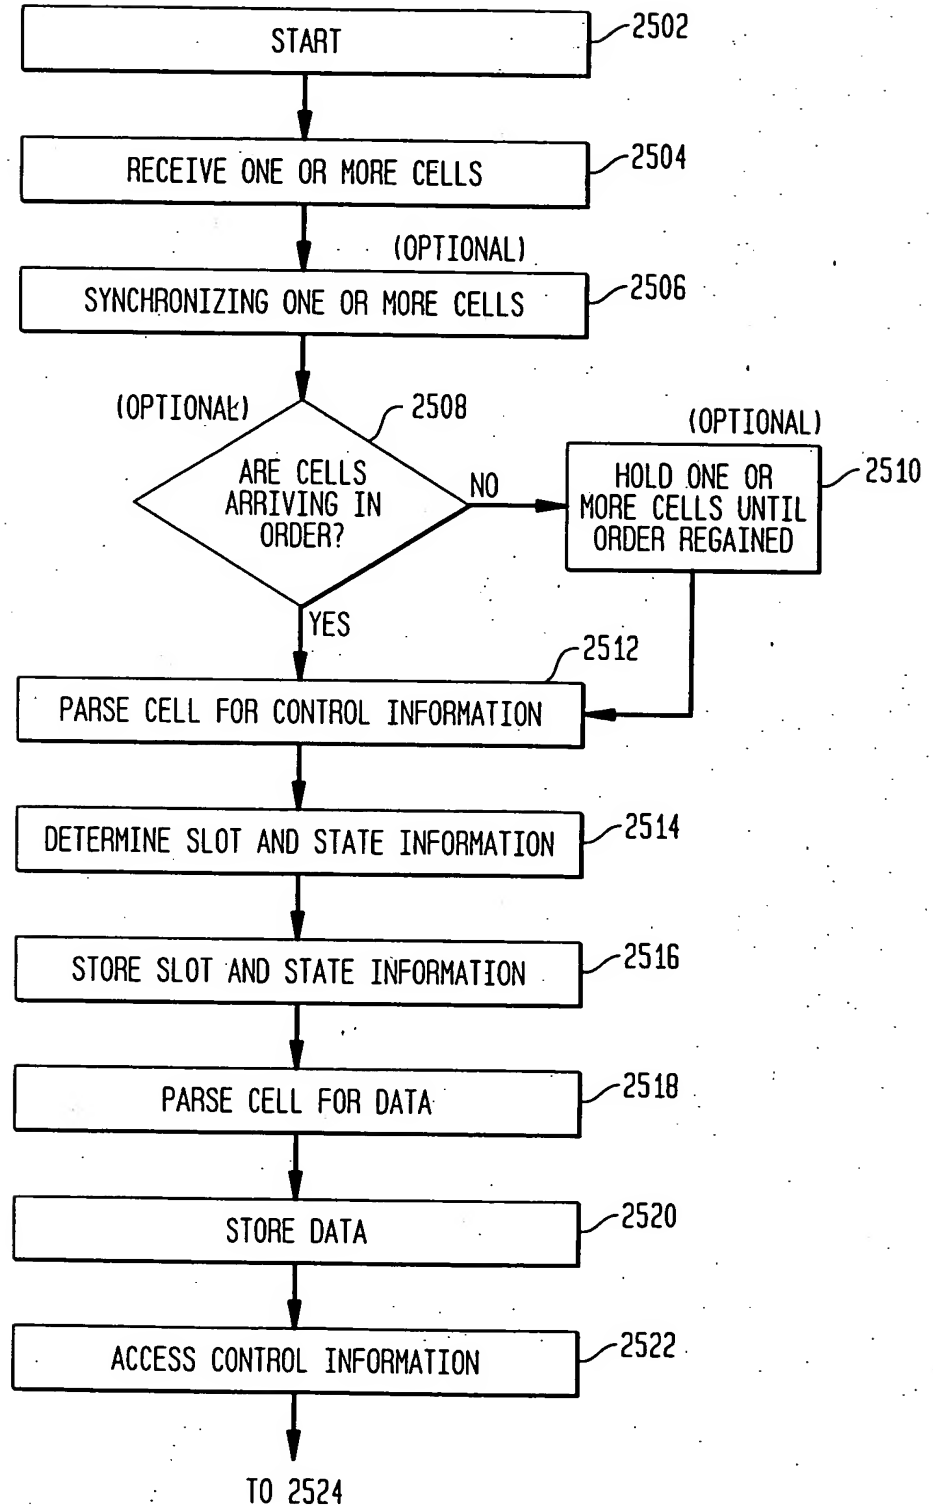 START
2502
RECEIVE ONE OR MORE CELLS
2504
(OPTIONAL)
SYNCHRONIZING ONE OR MORE CELLS
2506
(OPTIONAL)
2508
ARE CELLS
ARRIVING IN
ORDER?
NO
(OPTIONAL)
HOLD ONE OR
MORE CELLS UNTIL
ORDER REGAINED
2510
YES
2512
PARSE CELL FOR CONTROL INFORMATION
DETERMINE SLOT AND STATE INFORMATION
2514
STORE SLOT AND STATE INFORMATION
2516
PARSE CELL FOR DATA
2518
STORE DATA
2520
ACCESS CONTROL INFORMATION
2522
TO 2524